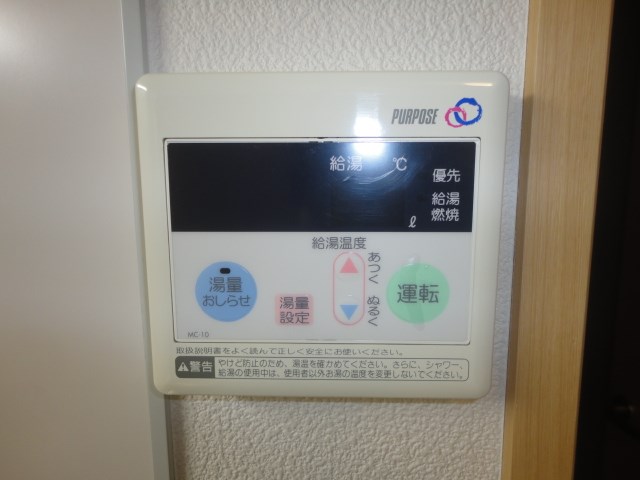 PURPOSE
給湯 ℃
優先
給湯
燃焼
ℓ
給湯温度
あつく
ぬるく
湯量
おしらせ
湯量
設定
運転
MC-10
取扱説明書をよく読んで正しく安全にお使いください。
警告
やけど防止のため、湯温を確かめてください。さらに、シャワー、
給湯の使用中は、使用者以外お湯の温度を変更しないでください。